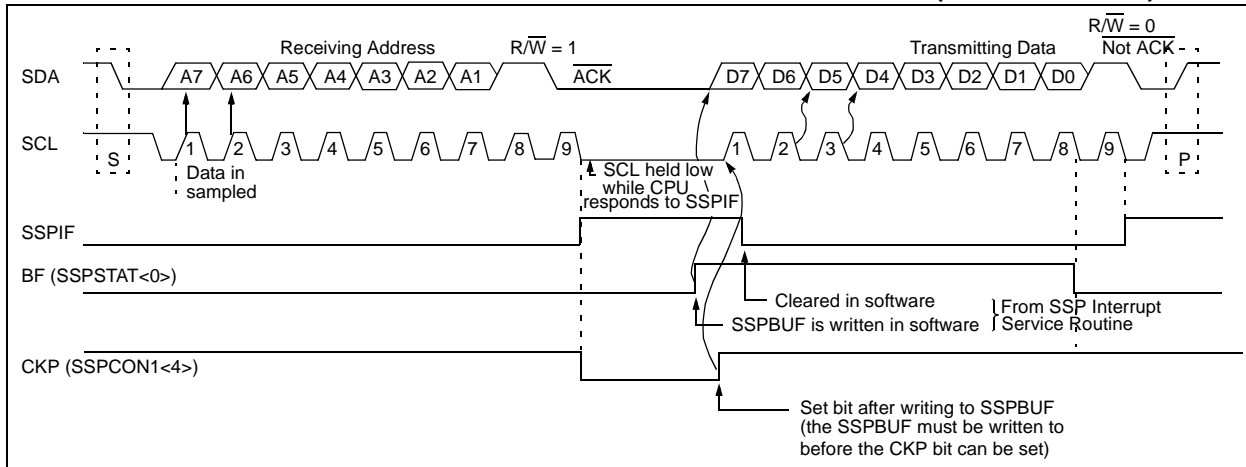 R/W = 0
Receiving Address R/W = 1 Transmitting Data Not ACK
SDA A7 A6 A5 A4 A3 A2 A1 ACK D7 D6 D5 D4 D3 D2 D1 D0
SCL 1 2 3 4 5 6 7 8 9 1 2 3 4 5 6 7 8 9
S P
Data in
sampled
SCL held low
while CPU
responds to SSPIF
SSPIF
BF (SSPSTAT<0>)
Cleared in software
SSPBUF is written in software
From SSP Interrupt
Service Routine
CKP (SSPCON1<4>)
Set bit after writing to SSPBUF
(the SSPBUF must be written to
before the CKP bit can be set)